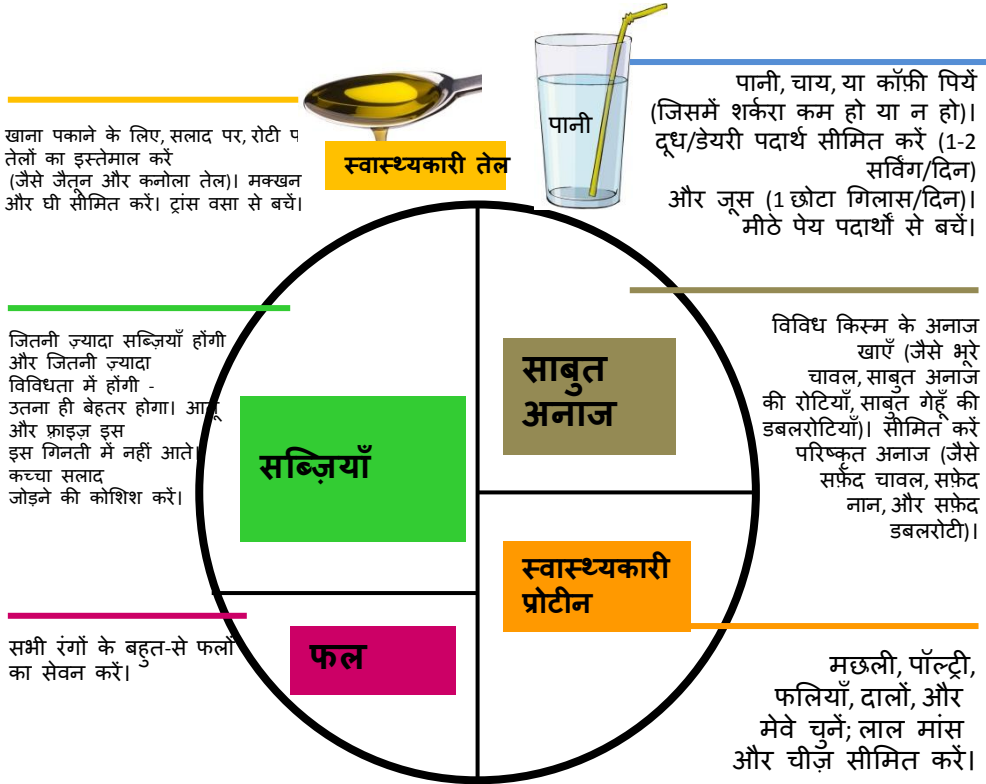 खाना पकाने के लिए, सलाद पर, रोटी
तेलों का इस्तेमाल करें
(जैसे जैतून और कनोला तेल)। मक्खन
और घी सीमित करें। ट्रांस वसा से बचें।
स्वास्थ्यकारी तेल
पानी
पानी, चाय, या कॉफ़ी पियें
(जिसमें शर्करा कम हो या न हो)।
दूध/डेयरी पदार्थ सीमित करें (1-2
सर्विंग/दिन)
और जूस (1 छोटा गिलास/दिन)।
मीठे पेय पदार्थों से बचें।
जितनी ज़्यादा सब्ज़ियाँ होंगी
और जितनी ज़्यादा
विविधता में होंगी -
उतना ही बेहतर होगा। आलू
और फ़्राइज़ इस
इस गिनती में नहीं आते।
कच्चा सलाद
जोड़ने की कोशिश करें।
सब्ज़ियाँ
साबुत
अनाज
विविध किस्म के अनाज
खाएँ (जैसे भूरे
चावल, साबुत अनाज
की रोटियाँ, साबुत गेहूँ की
डबलरोटियाँ)। सीमित करें
परिष्कृत अनाज (जैसे
सफ़ेद चावल, सफ़ेद
नान, और सफ़ेद
डबलरोटी)।
सभी रंगों के बहुत-से फलों
का सेवन करें।
फल
स्वास्थ्यकारी
प्रोटीन
मछली, पॉल्ट्री,
फलियाँ, दालों, और
मेवे चुनें; लाल मांस
और चीज़ सीमित करें।